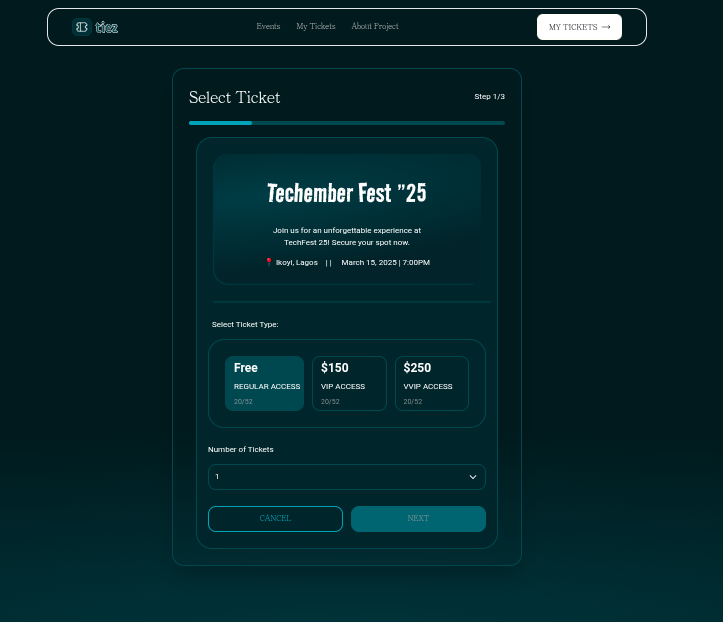 tiez
Events
My Tickets
About Project
MY TICKETS →
Select Ticket
Step 1/3
Techember Fest ”25
Join us for an unforgettable experience at
TechFest 25! Secure your spot now.
📍 Ikoyi, Lagos || March 15, 2025 | 7:00PM
Select Ticket Type:
Free
REGULAR ACCESS
20/52
$150
VIP ACCESS
20/52
$250
VVIP ACCESS
20/52
Number of Tickets
1
CANCEL
NEXT